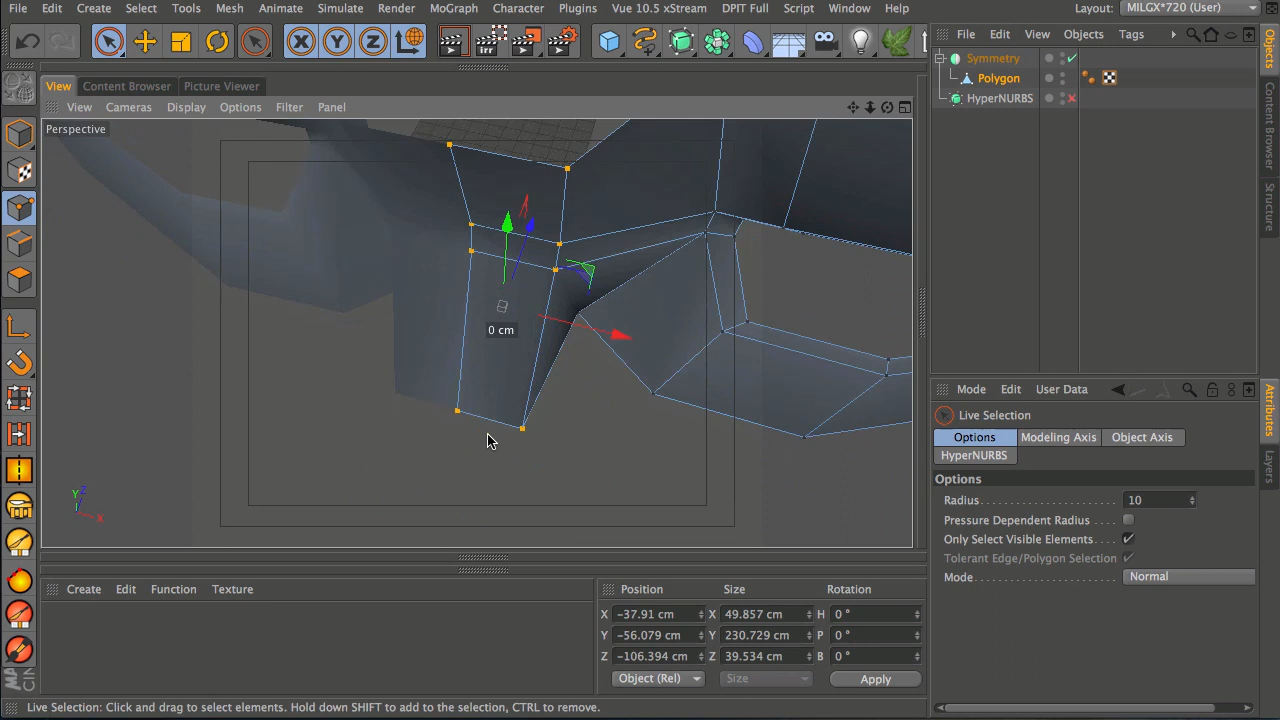 File Edit Create Select Tools Mesh Animate Simulate Render MoGraph Character Plugins Vue 10.5 xStream DPIT Full Script Window Help Layout: MILGX*720 (User)
X Y Z irr
View Content Browser Picture Viewer
View Cameras Display Options Filter Panel
Perspective
0 cm
Y Z
X
File Edit View Objects Tags
Symmetry
Polygon
HyperNURBS
Objects
Content Browser
Structure
Mode Edit User Data
Live Selection
Options Modeling Axis Object Axis
HyperNURBS
Options
Radius 10
Pressure Dependent Radius
Only Select Visible Elements
Tolerant Edge/Polygon Selection
Mode Normal
Attributes
Layers
Create Edit Function Texture
Position Size Rotation
X -37.91 cm X 49.857 cm H 0 °
Y -56.079 cm Y 230.729 cm P 0 °
Z -106.394 cm Z 39.534 cm B 0 °
Object (Rel) Size Apply
Live Selection: Click and drag to select elements. Hold down SHIFT to add to the selection, CTRL to remove.